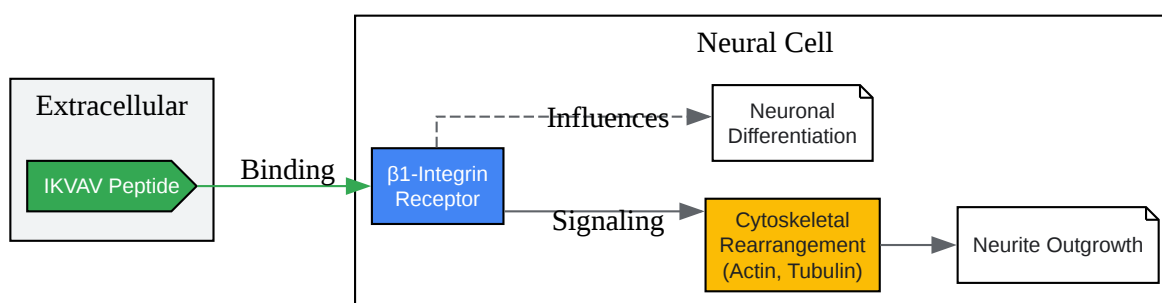 Neural Cell
Extracellular
IKVAV Peptide
Binding
β1-Integrin
Receptor
Influences
Neuronal
Differentiation
Signaling
Cytoskeletal
Rearrangement
(Actin, Tubulin)
Neurite Outgrowth